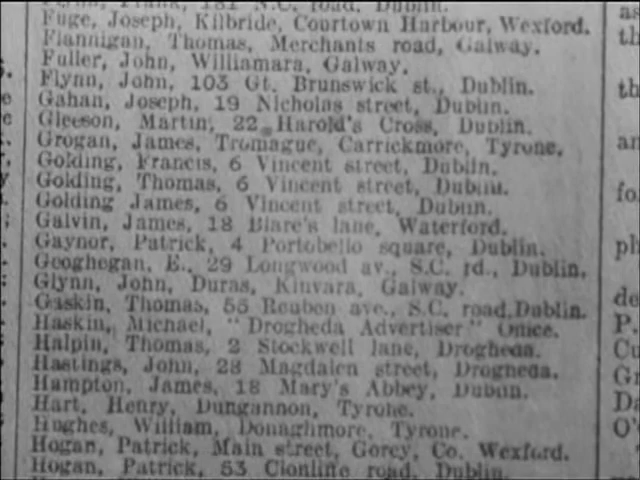 road, Dublin.
Fuge, Joseph, Kilbride, Courtown Harbour, Wexford.
Flannigan, Thomas, Merchants road, Galway.
Fuller, John, Williamara, Galway.
Flynn, John, 103 Gt. Brunswick st., Dublin.
Gahan, Joseph, 19 Nicholas street, Dublin.
Gleeson, Martin, 22 Harold's Cross, Dublin.
Grogan, James, Tromague, Carrickmore, Tyrone.
Golding, Francis, 6 Vincent street, Dublin.
Golding, Thomas, 6 Vincent street, Dublin.
Golding James, 6 Vincent street, Dublin.
Galvin, James, 18 Blare's lane, Waterford.
Gaynor, Patrick, 4 Portobello square, Dublin.
Geoghegan, E., 29 Longwood av., S.C. rd., Dublin.
Glynn, John, Duras, Kinvara, Galway.
Gaskin, Thomas, 55 Reuben ave., S.C. road, Dublin.
Haskin, Michael, "Drogheda Advertiser" Office.
Halpin, Thomas, 2 Stockwell lane, Drogheda.
Hastings, John, 28 Magdalen street, Drogheda.
Hampton, James, 18 Mary's Abbey, Dublin.
Hart, Henry, Dungannon, Tyrone.
Hughes, William, Donaghmore, Tyrone.
Hogan, Patrick, Main street, Gorey, Co. Wexford.
Hogan, Patrick, 53 Clonliffe road, Dublin.